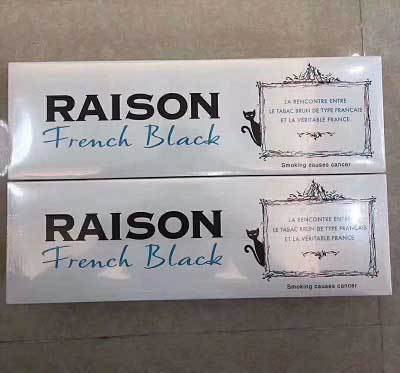 RAISON
French Black
LA RENCONTRE ENTRE
LE TABAC BRUN DE TYPE FRANÇAIS
ET LA VÉRITABLE FRANCE.
Smoking causes cancer
RAISON
French Black
LA RENCONTRE ENTRE
LE TABAC BRUN DE TYPE FRANÇAIS
ET LA VÉRITABLE FRANCE
Smoking causes cancer